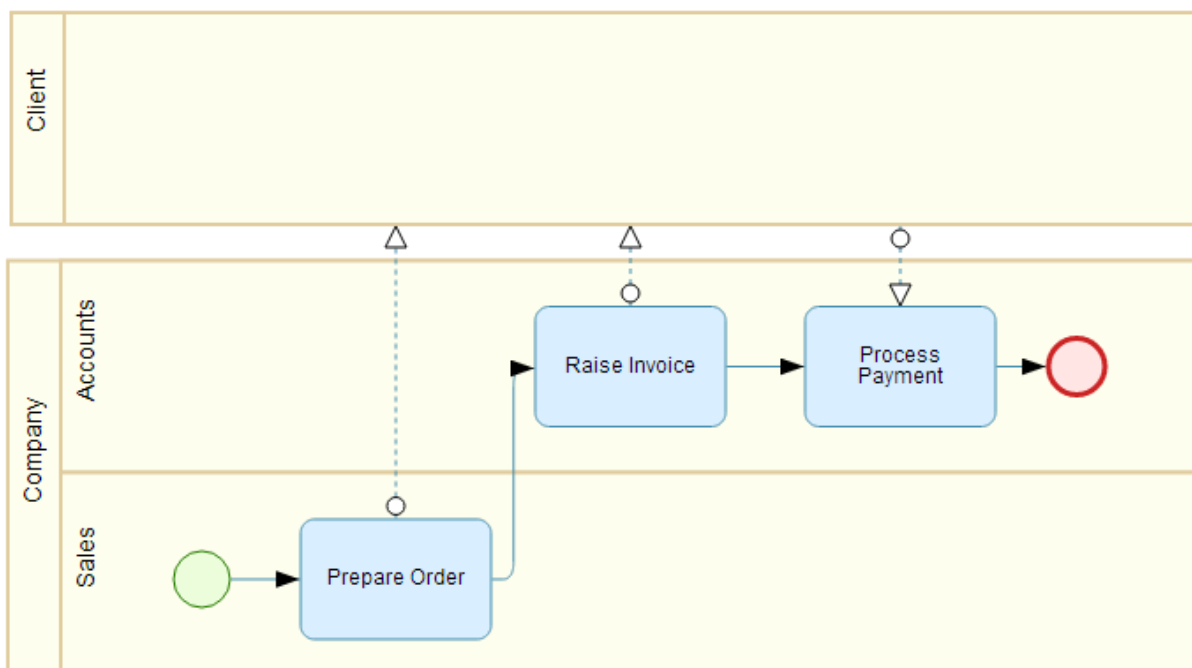 Client
Company
Accounts
Raise Invoice
Process
Payment
Sales
Prepare Order